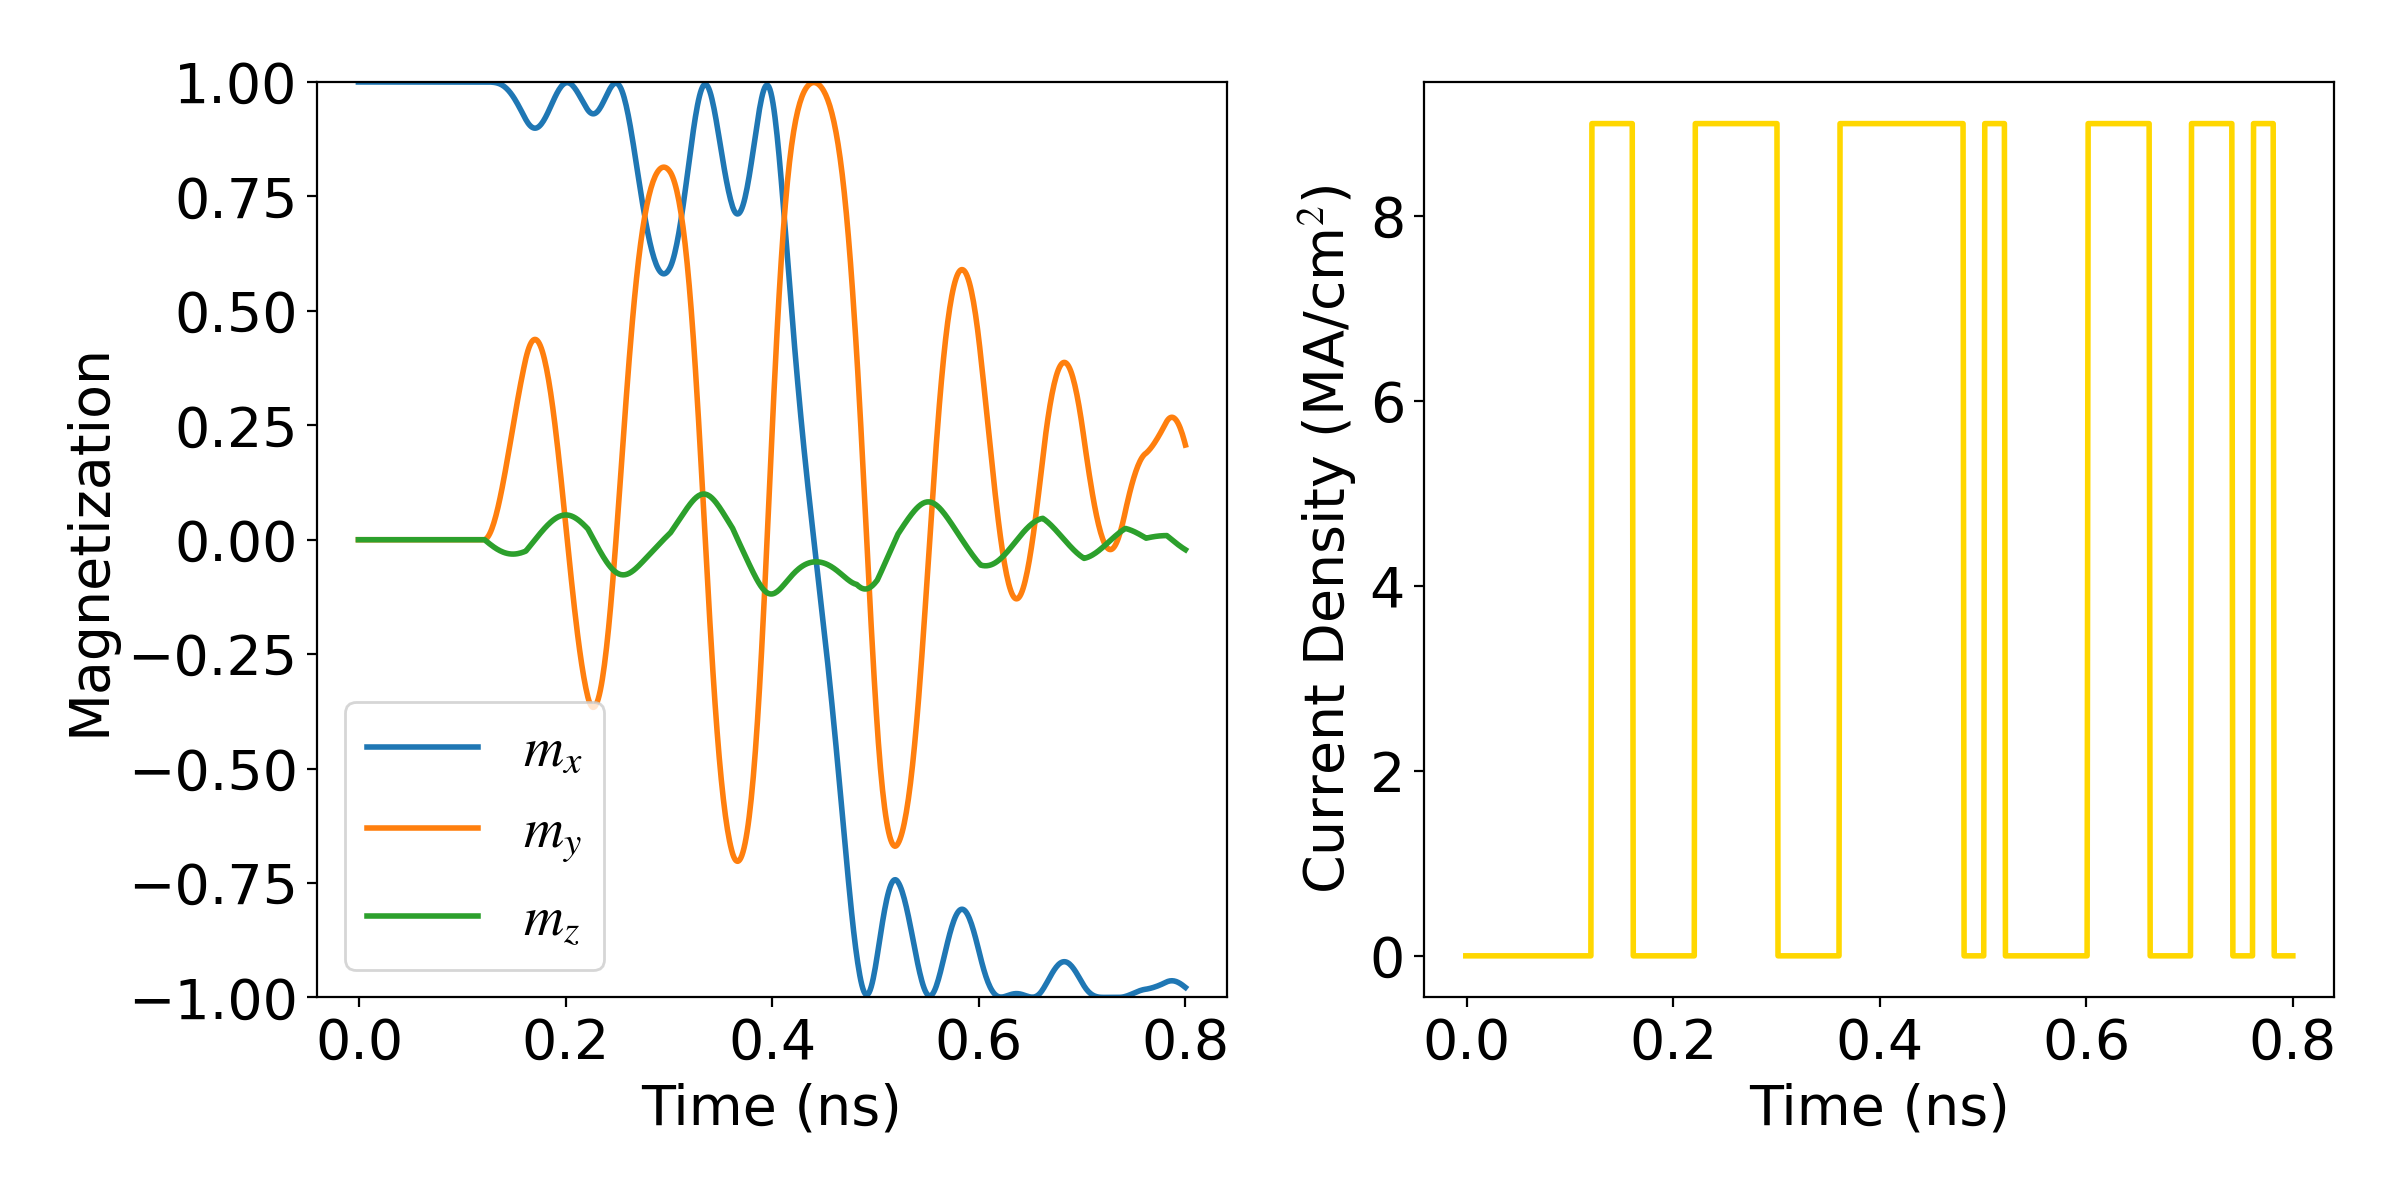 Magnetization
1.00
0.75
0.50
0.25
0.00
−0.25
−0.50
−0.75
−1.00
0.0 0.2 0.4 0.6 0.8
Time (ns)
m_x
m_y
m_z
Current Density (MA/cm²)
8
6
4
2
0
0.0 0.2 0.4 0.6 0.8
Time (ns)